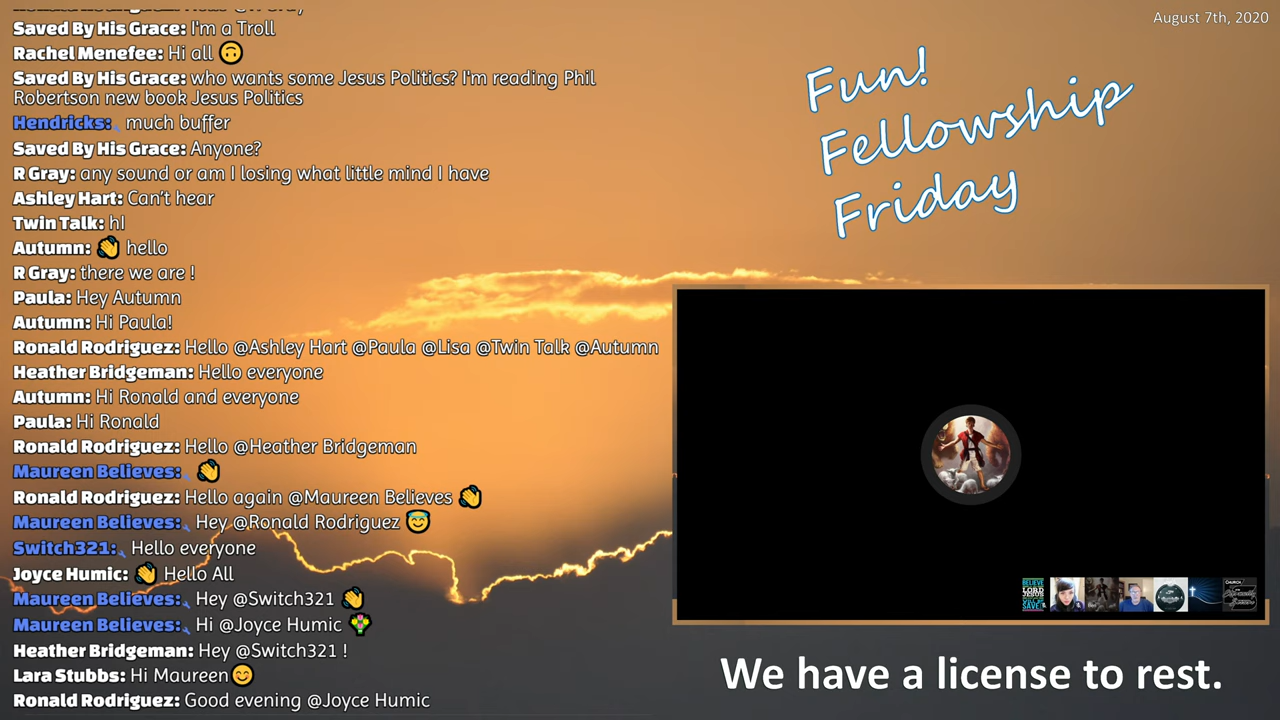 Saved By His Grace: I'm a Troll
Rachel Menefee: Hi all 🙃
Saved By His Grace: who wants some Jesus Politics? I'm reading Phil
Robertson new book Jesus Politics
Hendricks: much buffer
Saved By His Grace: Anyone?
R Gray: any sound or am I losing what little mind I have
Ashley Hart: Can't hear
Twin Talk: hI
Autumn: 👋 hello
R Gray: there we are !
Paula: Hey Autumn
Autumn: Hi Paula!
Ronald Rodriguez: Hello @Ashley Hart @Paula @Lisa @Twin Talk @Autumn
Heather Bridgeman: Hello everyone
Autumn: Hi Ronald and everyone
Paula: Hi Ronald
Ronald Rodriguez: Hello @Heather Bridgeman
Maureen Believes: 👋
Ronald Rodriguez: Hello again @Maureen Believes 👋
Maureen Believes: Hey @Ronald Rodriguez 😇
Switch321: Hello everyone
Joyce Humic: 👋 Hello All
Maureen Believes: Hey @Switch321 👋
Maureen Believes: Hi @Joyce Humic 💐
Heather Bridgeman: Hey @Switch321 !
Lara Stubbs: Hi Maureen😊
Ronald Rodriguez: Good evening @Joyce Humic
August 7th, 2020
Fun!
Fellowship
Friday
BELIEVE
LORD
JESUS
SAVE!
CHURCH
We have a license to rest.